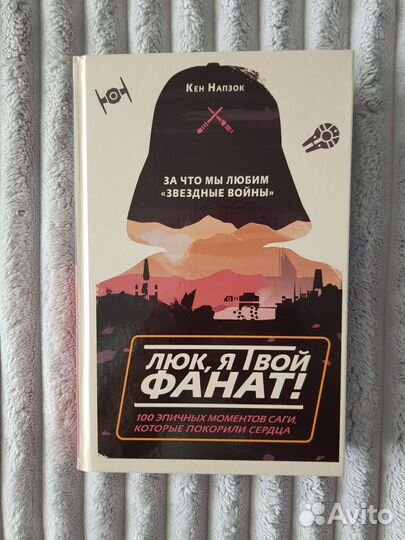 Кен Напзок
ЗА ЧТО МЫ ЛЮБИМ
«ЗВЕЗДНЫЕ ВОЙНЫ»
ЛЮК, Я ТВОЙ
ФАНАТ!
100 ЭПИЧНЫХ МОМЕНТОВ САГИ,
КОТОРЫЕ ПОКОРИЛИ СЕРДЦА
Avito